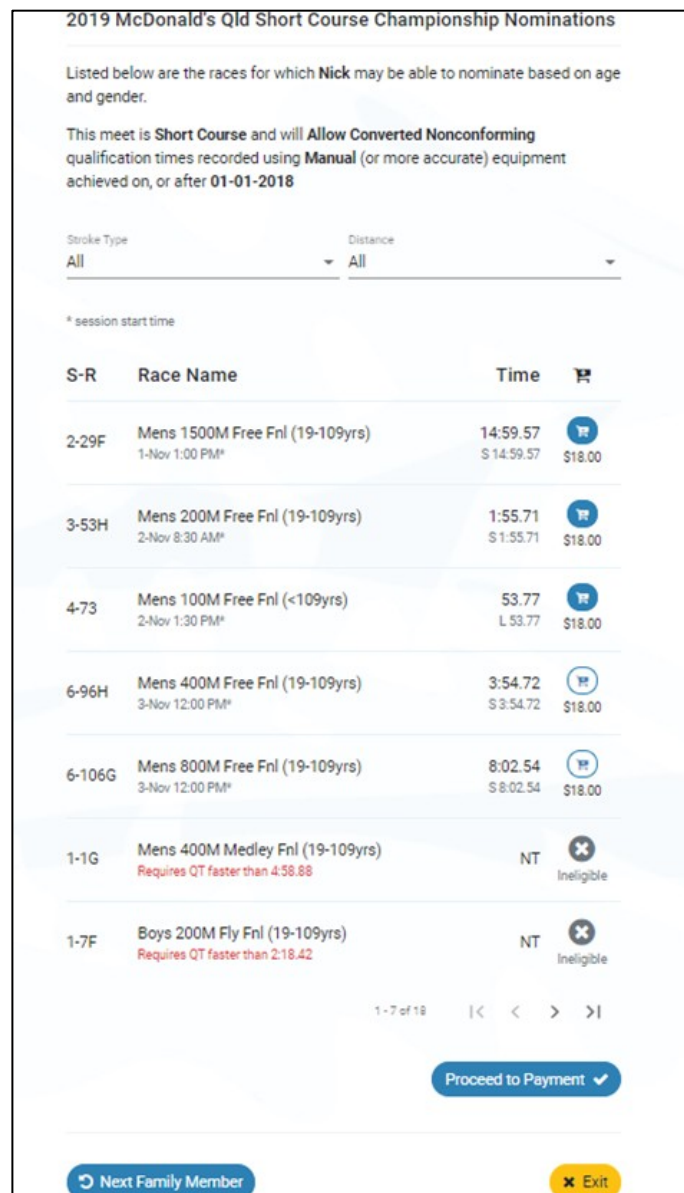 2019 McDonald's Qld Short Course Championship Nominations
Listed below are the races for which Nick may be able to nominate based on age
and gender.
This meet is Short Course and will Allow Converted Nonconforming
qualification times recorded using Manual (or more accurate) equipment
achieved on, or after 01-01-2018
Stroke Type Distance
All All
* session start time
S-R Race Name Time
2-29F Mens 1500M Free Fnl (19-109yrs) 14:59.57
1-Nov 1:00 PM* S 14:59.57 $18.00
3-53H Mens 200M Free Fnl (19-109yrs) 1:55.71
2-Nov 8:30 AM* S 1:55.71 $18.00
4-73 Mens 100M Free Fnl (<109yrs) 53.77
2-Nov 1:30 PM* L 53.77 $18.00
6-96H Mens 400M Free Fnl (19-109yrs) 3:54.72
3-Nov 12:00 PM* S 3:54.72 $18.00
6-106G Mens 800M Free Fnl (19-109yrs) 8:02.54
3-Nov 12:00 PM* S 8:02.54 $18.00
1-1G Mens 400M Medley Fnl (19-109yrs) NT
Requires QT faster than 4:58.88 Ineligible
1-7F Boys 200M Fly Fnl (19-109yrs) NT
Requires QT faster than 2:18.42 Ineligible
1 - 7 of 18
Proceed to Payment
Next Family Member Exit